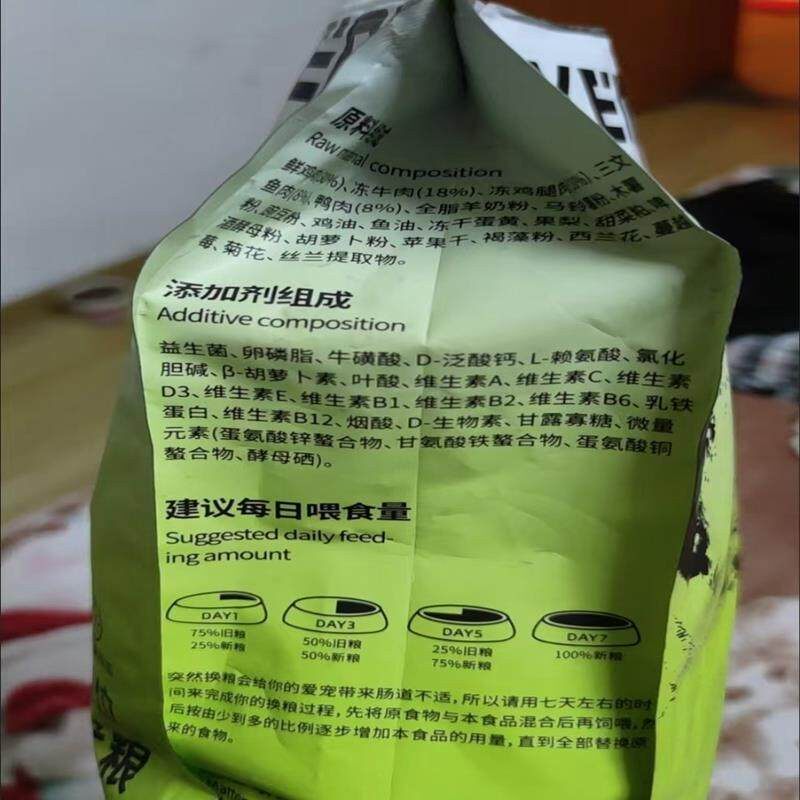 原料组
Raw composition
鲜鸡 、冻牛肉(18%)、冻鸡腿肉 、三文
鱼肉(8%)、鸭肉(8%)、全脂羊奶粉、马铃薯粉、木薯
粉、豌豆粉、鸡油、鱼油、冻干蛋黄、果梨、甜菜粕、啤
酒酵母粉、胡萝卜粉、苹果干、褐藻粉、西兰花、蔓越
莓、菊花、丝兰提取物。
添加剂组成
Additive composition
益生菌、卵磷脂、牛磺酸、D-泛酸钙、L-赖氨酸、氯化
胆碱、β-胡萝卜素、叶酸、维生素A、维生素C、维生素
D3、维生素E、维生素B1、维生素B2、维生素B6、乳铁
蛋白、维生素B12、烟酸、D-生物素、甘露寡糖、微量
元素(蛋氨酸锌螯合物、甘氨酸铁螯合物、蛋氨酸铜
螯合物、酵母硒)。
建议每日喂食量
Suggested daily feed-
ing amount
DAY1 DAY3 DAY5 DAY7
75%旧粮 50%旧粮 25%旧粮 100%新粮
25%新粮 50%新粮 75%新粮
突然换粮会给你的爱宠带来肠道不适，所以请用七天左右的时
间来完成你的换粮过程，先将原食物与本食品混合后再饲喂，然
后按由少到多的比例逐步增加本食品的用量，直到全部替换原
来的食物。
粮